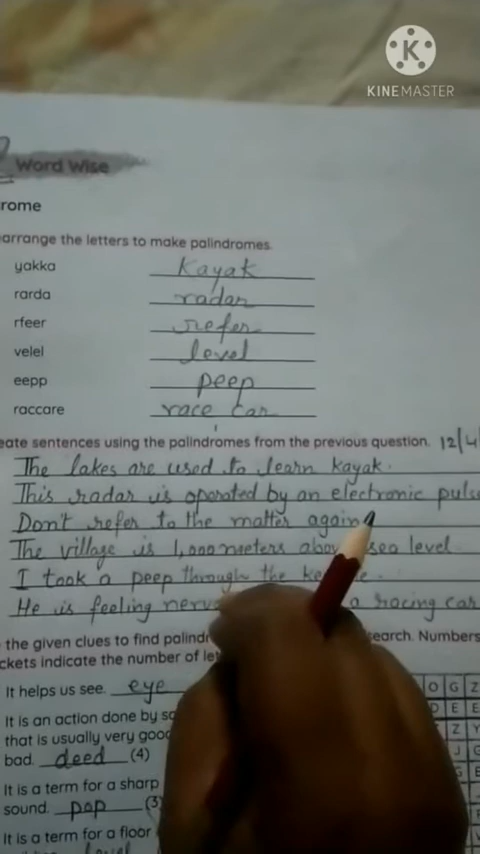 K
KINEMASTER
Word Wise
rome
arrange the letters to make palindromes.
yakka Kayak
rarda radar
rfeer refer
velel level
eepp peep
raccare race car
eate sentences using the palindromes from the previous question. 12/4
The lakes are used to learn kayak.
This radar is operated by an electronic pulse
Don't refer to the matter again
The village is 1,000 meters above sea level
I took a peep through the
He is feeling a racing car
the given clues to find palindr search. Numbers
ckets indicate the number of let
It helps us see. eye
O G Z
It is an action done by so
D E E
that is usually very good
Z Y
bad. deed (4)
J G
It is a term for a sharp
sound. pop (3)
It is a term for a floor